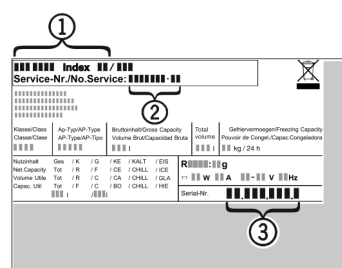 1
Index /
Service-Nr./No.Service: -
2
Klasse/Class Ap-Typ/AP-Type Bruttoinhalt/Gross Capacity Total Gefriervermoegen/Freezing Capacity
Classe/Clase AP-Type/AP-Tipo Volume Brut/Capacidad Bruta volume Pouvoir de Congel./Capac.Congeladora
l l kg / 24 h
Nutzinhalt Ges / K / G / KE / KALT / EIS
Net.Capacity Tot / R / F / CE / CHILL / ICE
Volume Utile Tot / R / C / CA / CHILL / GLA
Capac. Util Tot / F / C / BO / CHILL / HIE
l / l
R : g
W A - V Hz
Serial-Nr. . . .
3